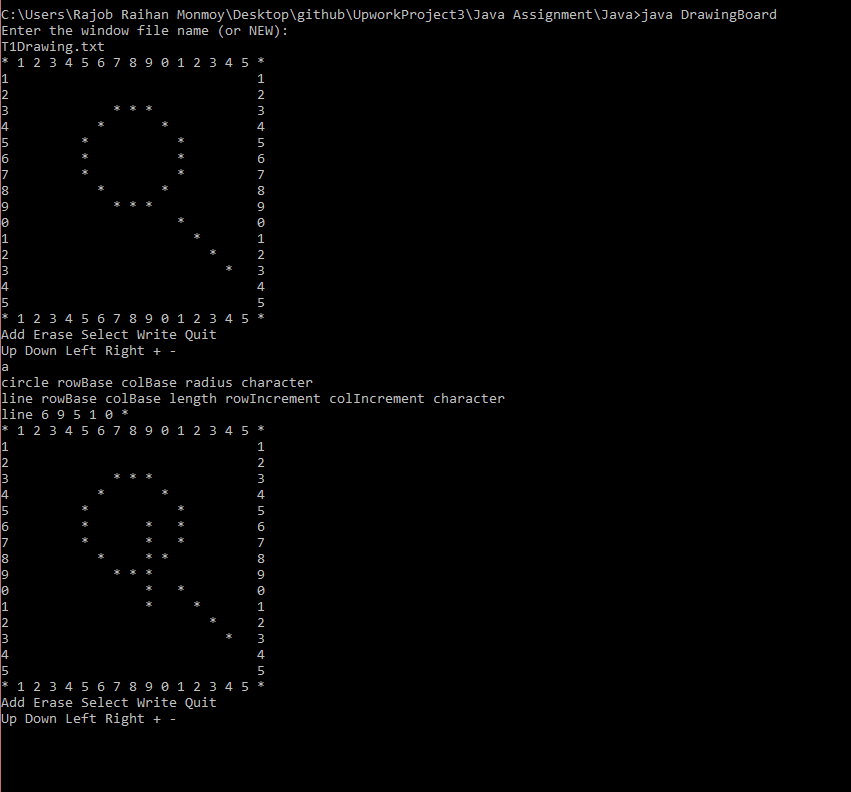 C:\Users\Rajob Raihan Monmoy\Desktop\github\UpworkProject3\Java Assignment\Java>java DrawingBoard
Enter the window file name (or NEW):
T1Drawing.txt
* 1 2 3 4 5 6 7 8 9 0 1 2 3 4 5 *
1                               1
2                               2
3             * * *             3
4           *       *           4
5         *           *         5
6         *           *         6
7         *           *         7
8           *       *           8
9             * * *             9
0                     *         0
1                       *       1
2                         *     2
3                           *   3
4                               4
5                               5
* 1 2 3 4 5 6 7 8 9 0 1 2 3 4 5 *
Add Erase Select Write Quit
Up Down Left Right + -
a
circle rowBase colBase radius character
line rowBase colBase length rowIncrement colIncrement character
line 6 9 5 1 0 *
* 1 2 3 4 5 6 7 8 9 0 1 2 3 4 5 *
1                               1
2                               2
3             * * *             3
4           *       *           4
5         *           *         5
6         *       *   *         6
7         *       *   *         7
8           *     * *           8
9             * * *             9
0                 *   *         0
1                 *     *       1
2                         *     2
3                           *   3
4                               4
5                               5
* 1 2 3 4 5 6 7 8 9 0 1 2 3 4 5 *
Add Erase Select Write Quit
Up Down Left Right + -